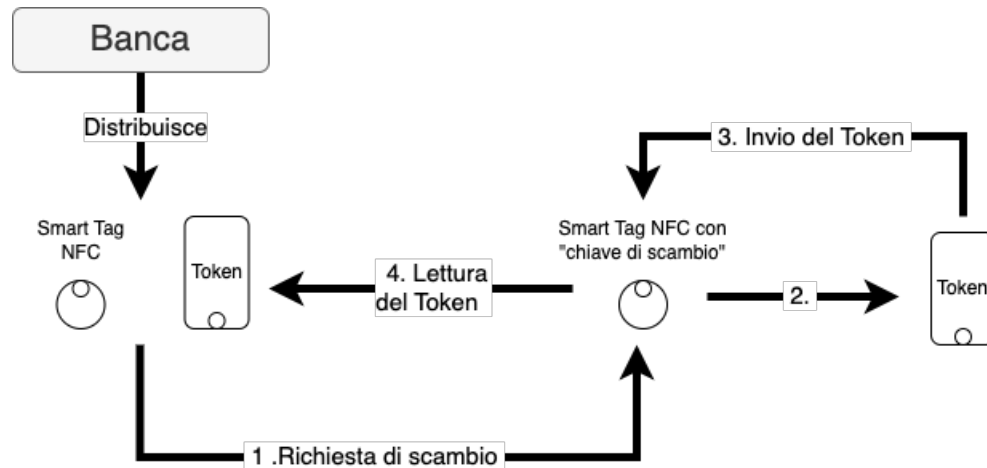 Banca
Distribuisce
3. Invio del Token
Smart Tag
NFC
Token
Smart Tag NFC con
"chiave di scambio"
4. Lettura
del Token
2.
Token
1 .Richiesta di scambio